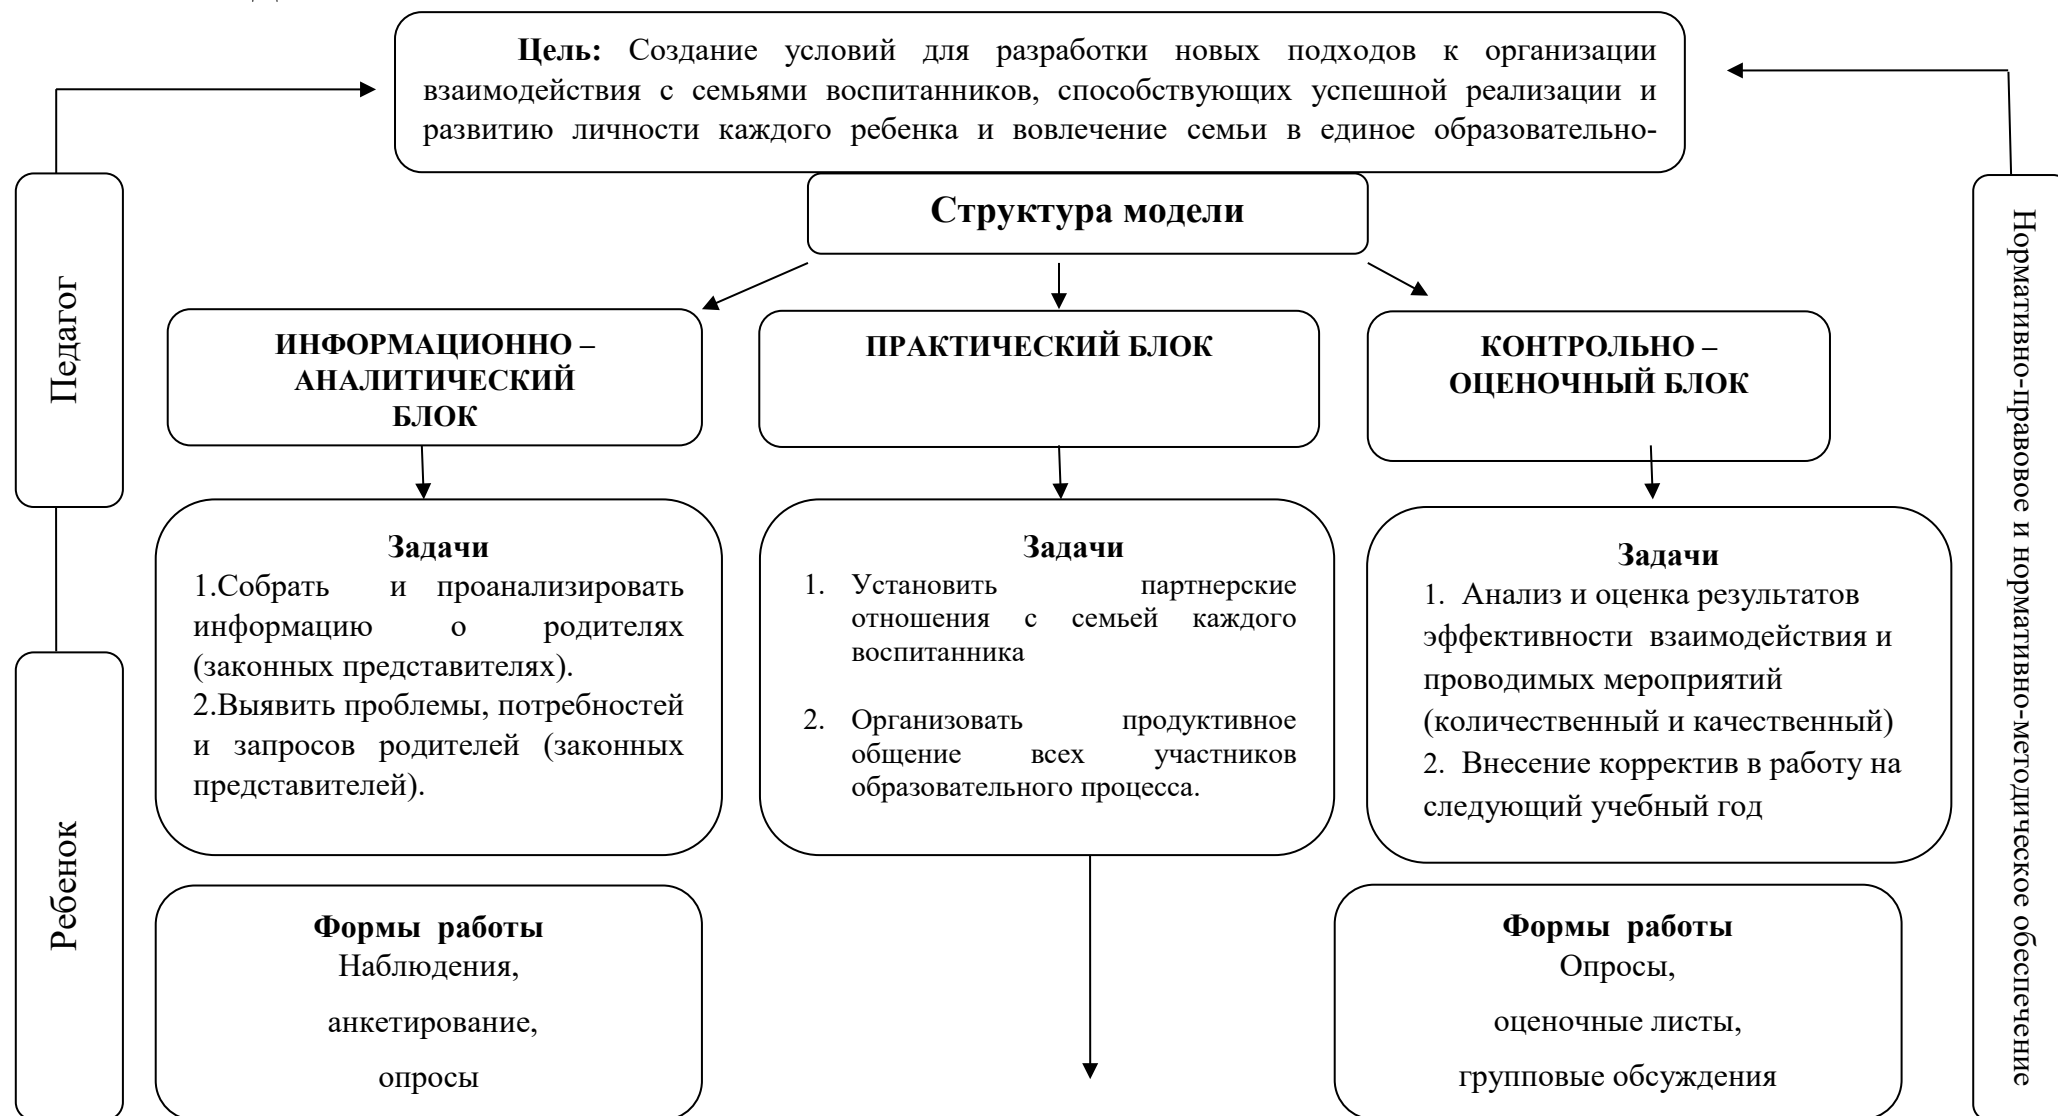 Цель: Создание условий для разработки новых подходов к организации
взаимодействия с семьями воспитанников, способствующих успешной реализации и
развитию личности каждого ребенка и вовлечение семьи в единое образовательно-
Структура модели
Педагог
Ребенок
Нормативно-правовое и нормативно-методическое обеспечение
ИНФОРМАЦИОННО –
АНАЛИТИЧЕСКИЙ
БЛОК
ПРАКТИЧЕСКИЙ БЛОК
КОНТРОЛЬНО –
ОЦЕНОЧНЫЙ БЛОК
Задачи
1.Собрать и проанализировать
информацию о родителях
(законных представителях).
2.Выявить проблемы, потребностей
и запросов родителей (законных
представителей).
Задачи
1. Установить партнерские
отношения с семьей каждого
воспитанника
2. Организовать продуктивное
общение всех участников
образовательного процесса.
Задачи
1. Анализ и оценка результатов
эффективности взаимодействия и
проводимых мероприятий
(количественный и качественный)
2. Внесение корректив в работу на
следующий учебный год
Формы работы
Наблюдения,
анкетирование,
опросы
Формы работы
Опросы,
оценочные листы,
групповые обсуждения